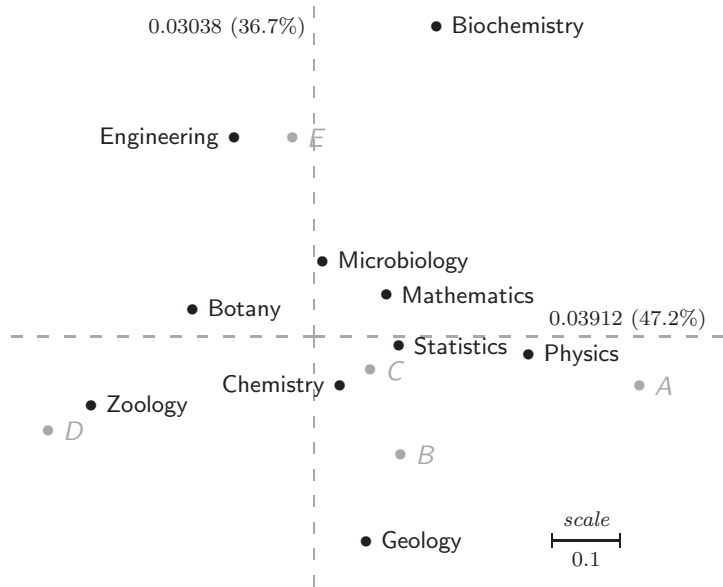 0.03038 (36.7%)
Biochemistry
Engineering
E
Microbiology
Mathematics
Botany
0.03912 (47.2%)
Statistics
Physics
C
Chemistry
A
Zoology
D
B
scale
Geology
0.1